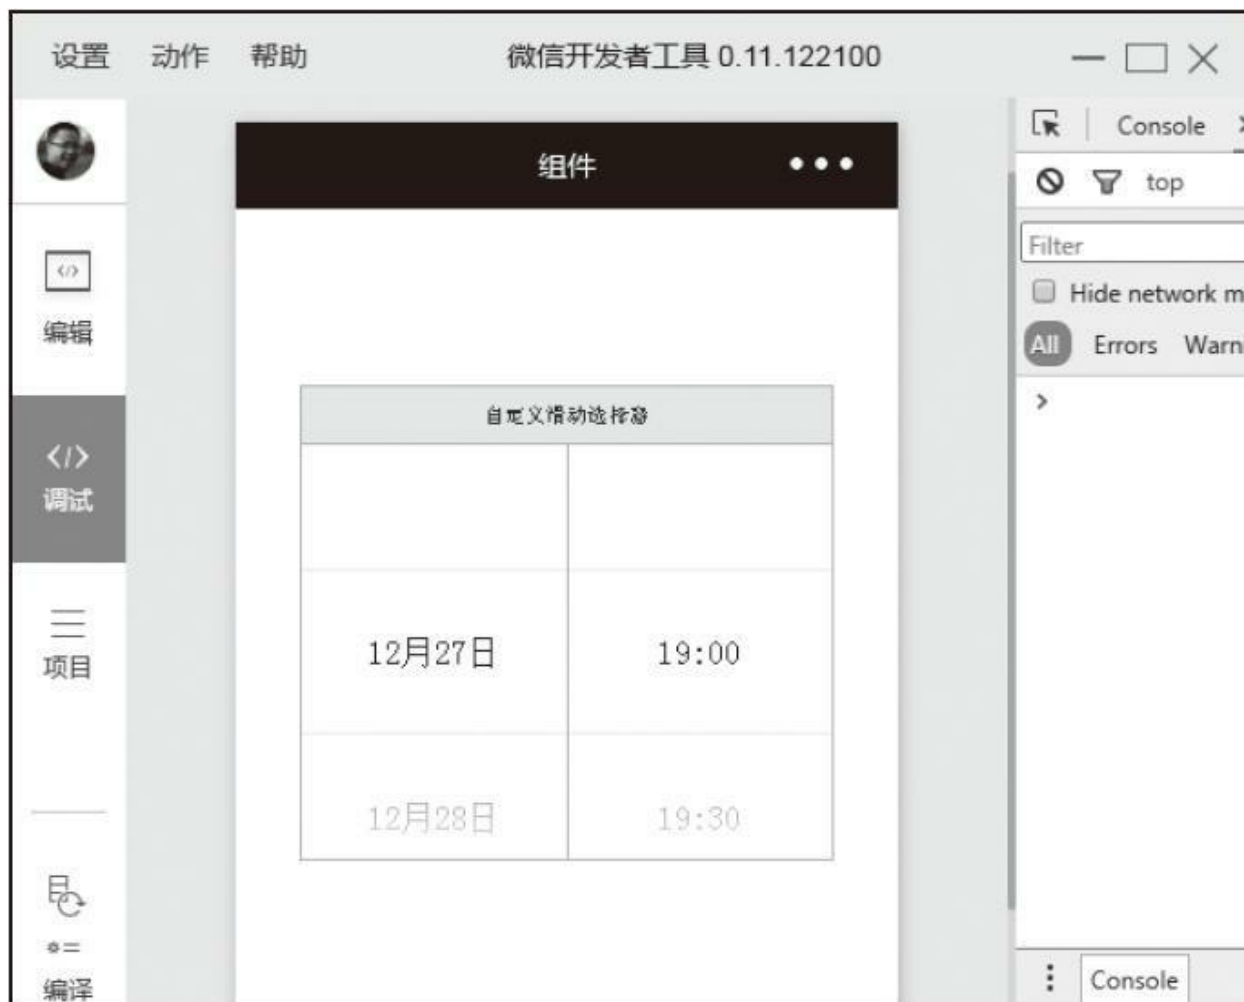 设置 动作 帮助 微信开发者工具 0.11.122100
组件
Console
top
Filter
Hide network m
All Errors Warni
编辑
调试
项目
编译
自定义滑动选择器
12月27日 19:00
12月28日 19:30
Console